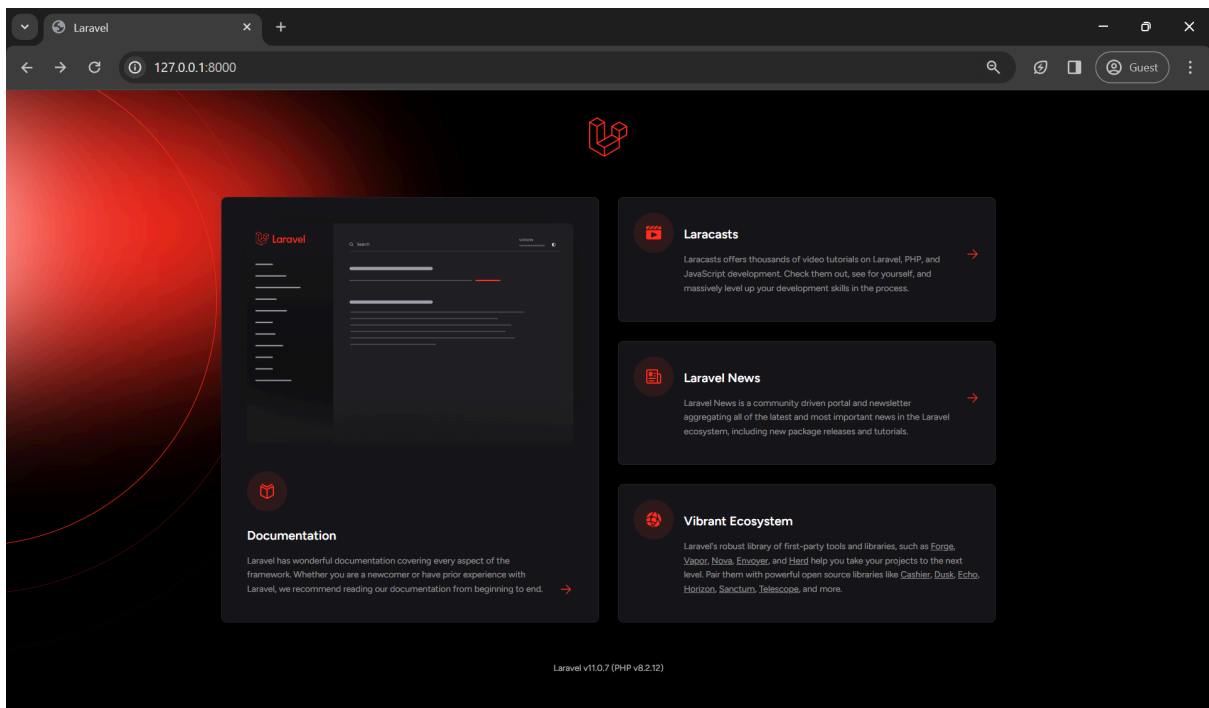 Laravel
127.0.0.1:8000
Guest
Laravel
Search
VERSION
Documentation
Laravel has wonderful documentation covering every aspect of the
framework. Whether you are a newcomer or have prior experience with
Laravel, we recommend reading our documentation from beginning to end.
Laracasts
Laracasts offers thousands of video tutorials on Laravel, PHP, and
JavaScript development. Check them out, see for yourself, and
massively level up your development skills in the process.
Laravel News
Laravel News is a community driven portal and newsletter
aggregating all of the latest and most important news in the Laravel
ecosystem, including new package releases and tutorials.
Vibrant Ecosystem
Laravel's robust library of first-party tools and libraries, such as Forge,
Vapor, Nova, Envoyer, and Herd help you take your projects to the next
level. Pair them with powerful open source libraries like Cashier, Dusk, Echo,
Horizon, Sanctum, Telescope, and more.
Laravel v11.0.7 (PHP v8.2.12)